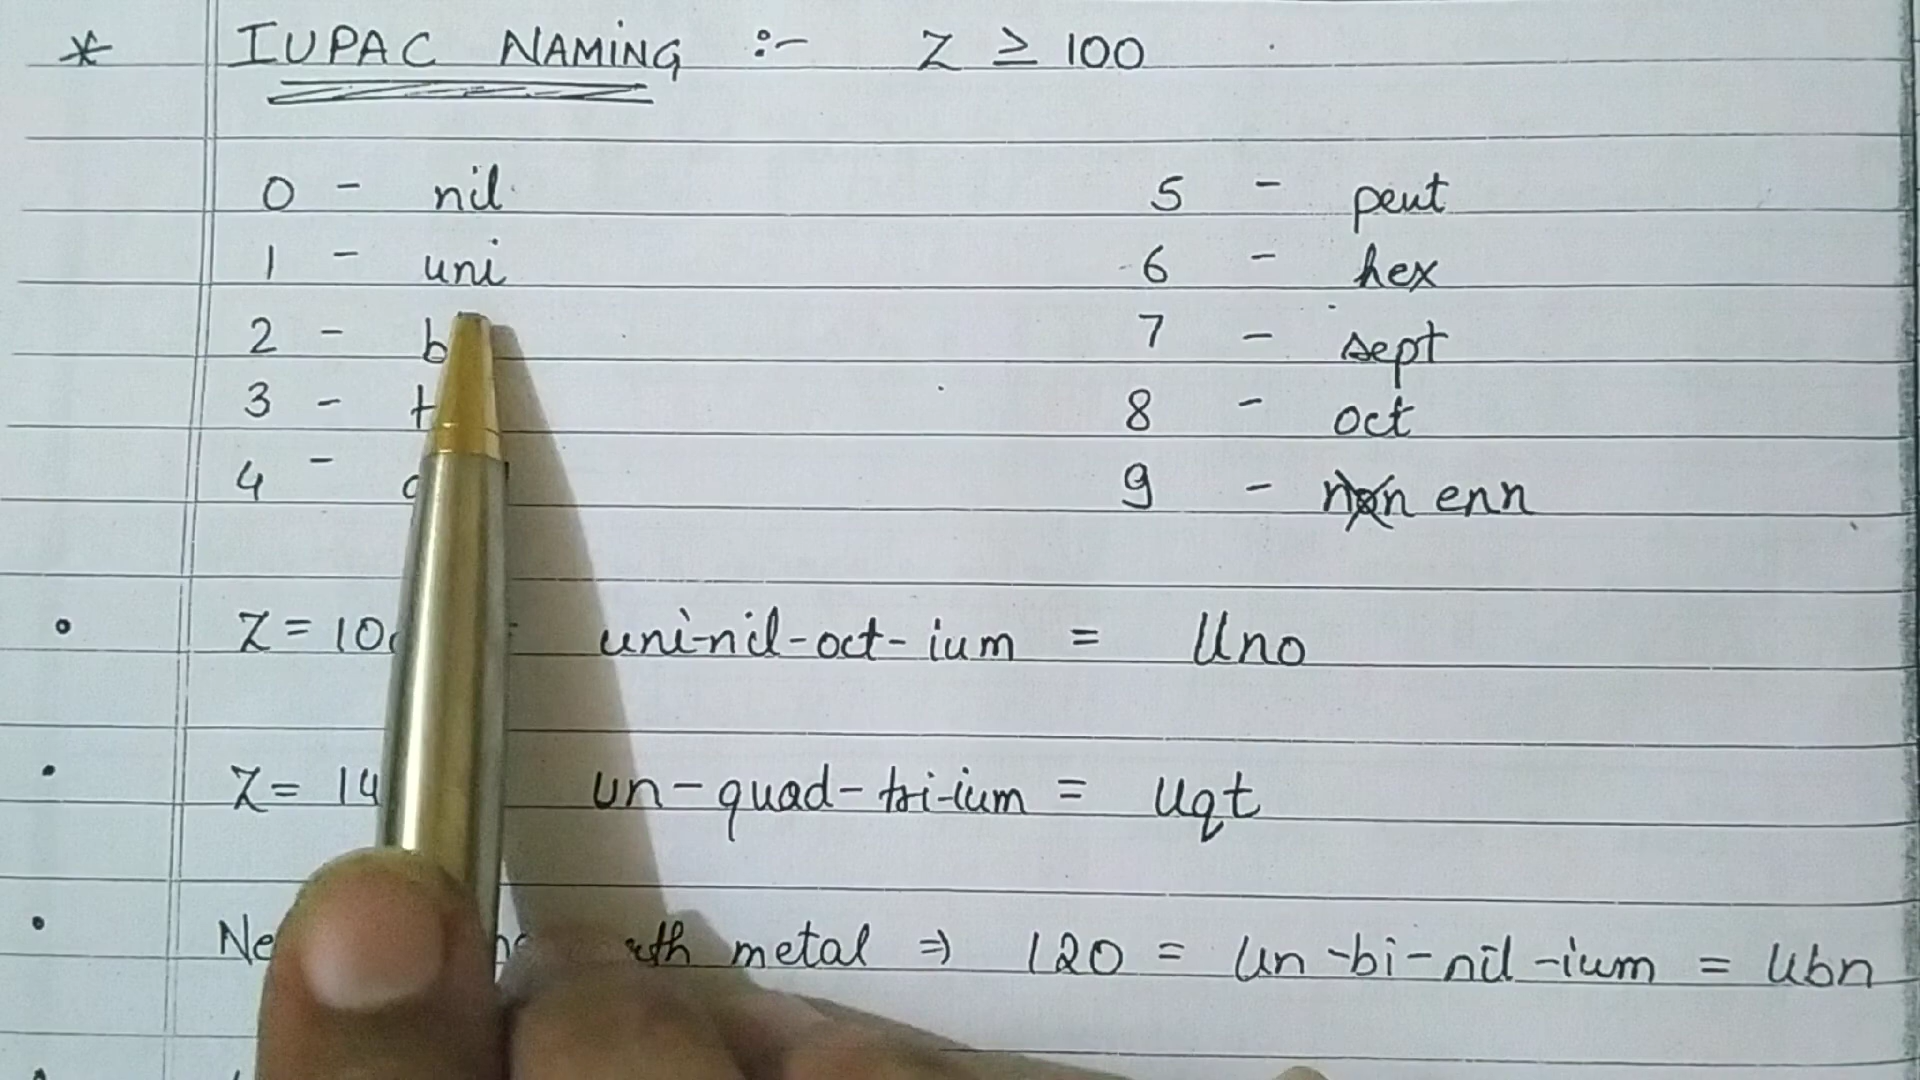 * IUPAC NAMING :- Z ≥ 100
0 - nil 5 - pent
1 - uni 6 - hex
2 - 7 - sept
3 - 8 - oct
4 - 9 - non enn
• Z = 10 uni-nil-oct-ium = Uno
• Z = 14 un-quad-tri-ium = Uqt
• metal ⇒ 120 = Un-bi-nil-ium = Ubn